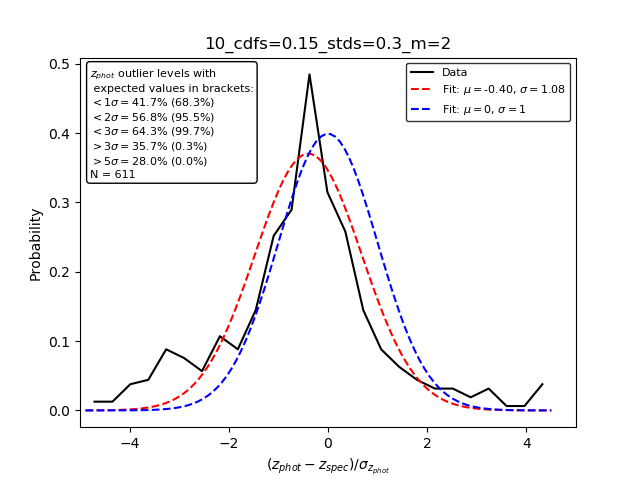 10_cdfs=0.15_stds=0.3_m=2
z_phot outlier levels with
expected values in brackets:
<1σ=41.7% (68.3%)
<2σ=56.8% (95.5%)
<3σ=64.3% (99.7%)
>3σ=35.7% (0.3%)
>5σ=28.0% (0.0%)
N = 611
Data
Fit: μ=-0.40, σ=1.08
Fit: μ=0, σ=1
Probability
0.5
0.4
0.3
0.2
0.1
0.0
−4 −2 0 2 4
(z_phot − z_spec)/σ_z_phot